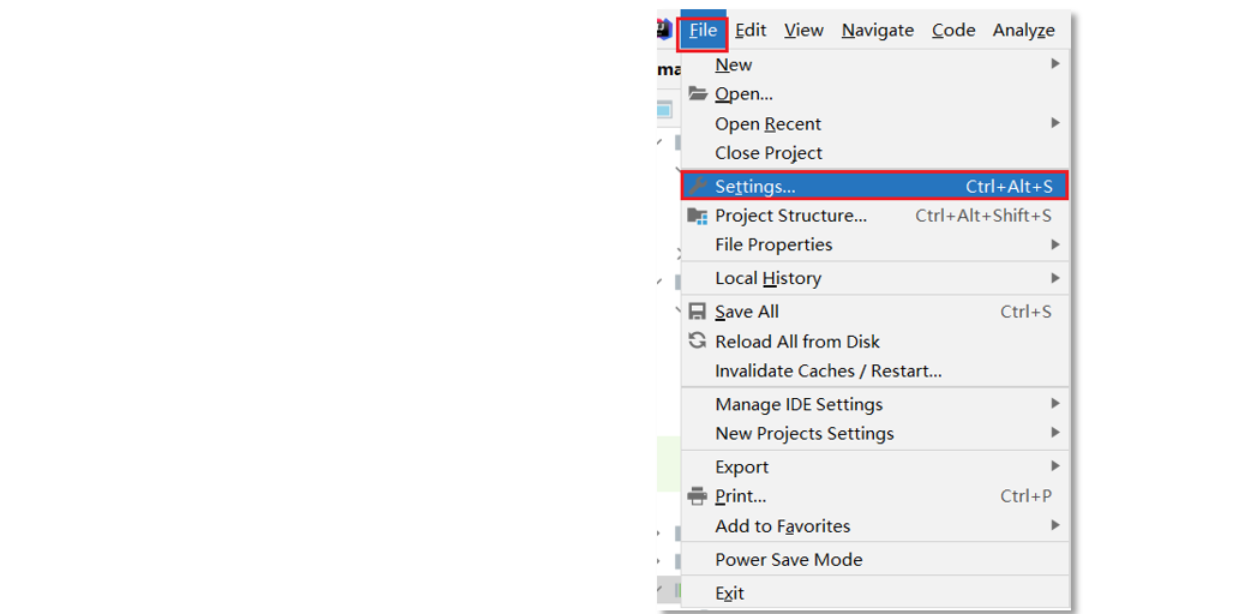 File Edit View Navigate Code Analyze
New
Open...
Open Recent
Close Project
Settings... Ctrl+Alt+S
Project Structure... Ctrl+Alt+Shift+S
File Properties
Local History
Save All Ctrl+S
Reload All from Disk
Invalidate Caches / Restart...
Manage IDE Settings
New Projects Settings
Export
Print... Ctrl+P
Add to Favorites
Power Save Mode
Exit